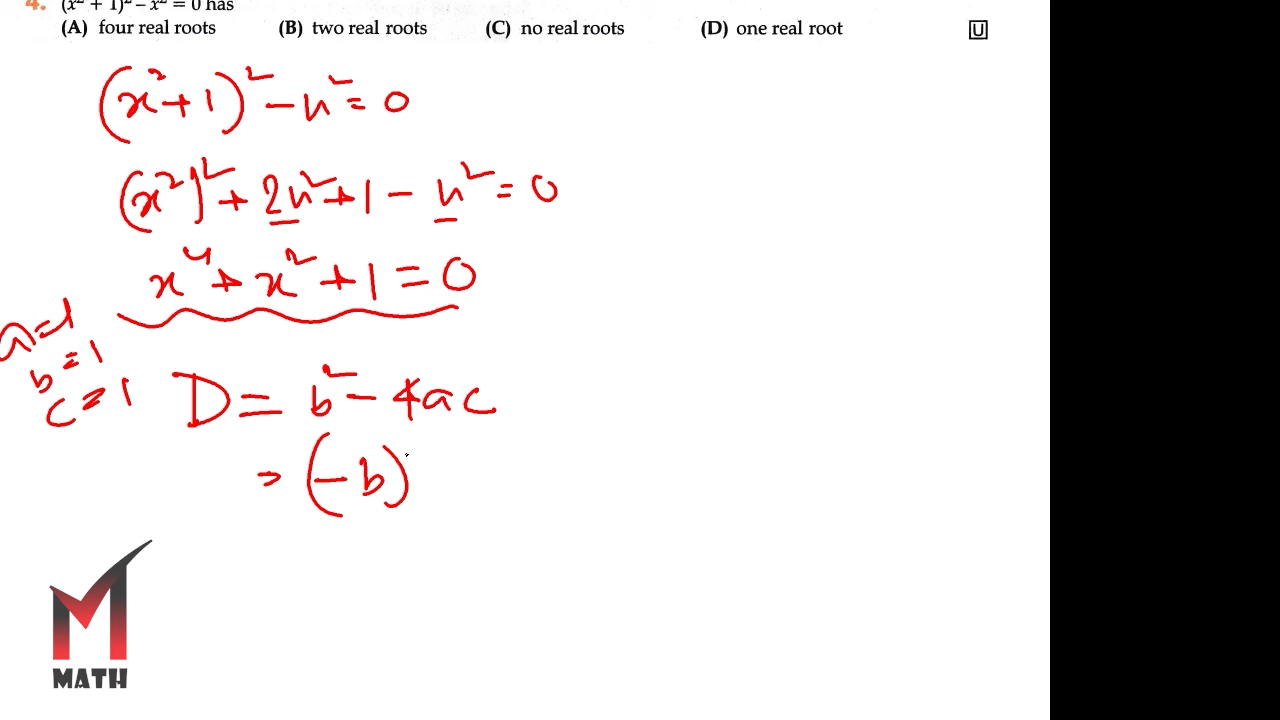 4. (x² + 1)² – x² = 0 has
(A) four real roots (B) two real roots (C) no real roots (D) one real root U
(x² + 1)² – x² = 0
(x²)² + 2x² + 1 – x² = 0
x⁴ + x² + 1 = 0
a = 1
b = 1
c = 1
D = b² – 4ac
= (–b)
MATH